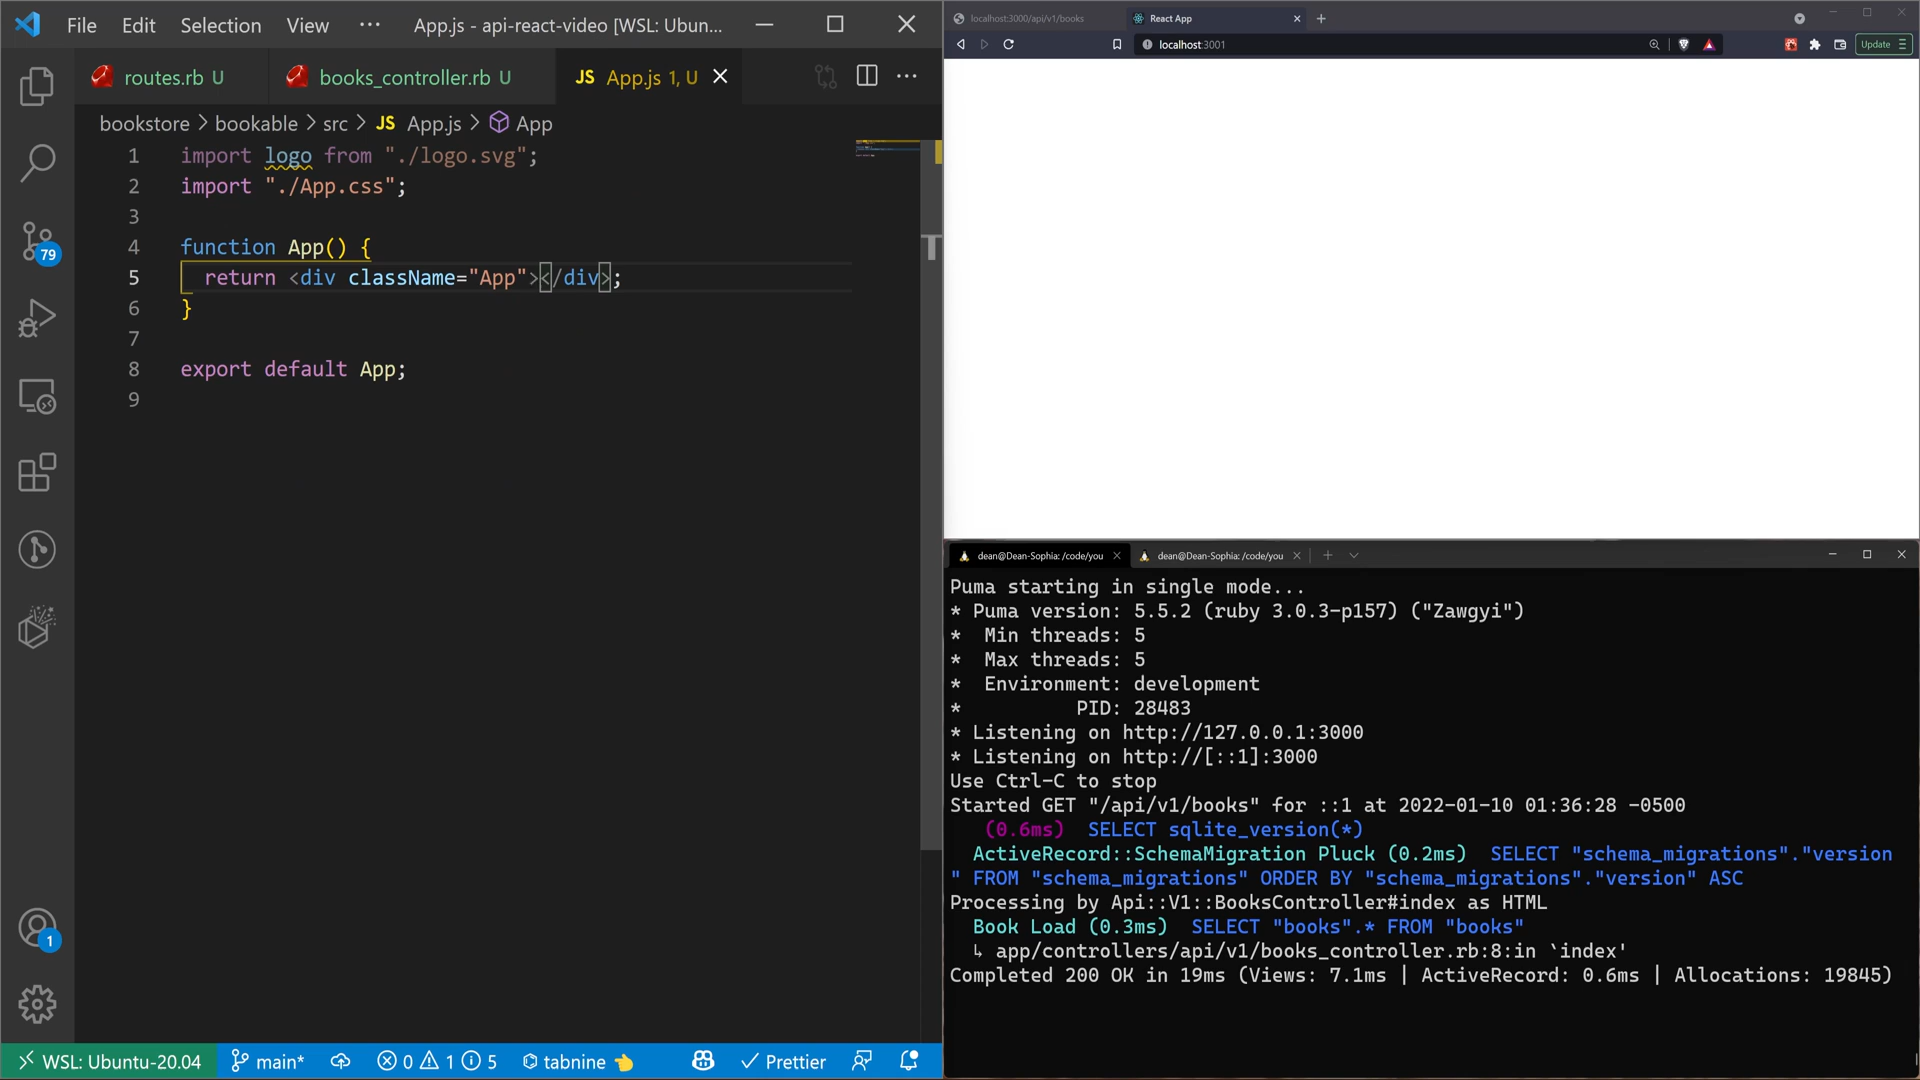 File Edit Selection View ··· App.js - api-react-video [WSL: Ubun...
routes.rb U
books_controller.rb U
JS App.js 1, U
bookstore > bookable > src > JS App.js > App
1 import logo from "./logo.svg";
2 import "./App.css";
3
4 function App() {
5 return <div className="App"></div>;
6 }
7
8 export default App;
9
79
1
WSL: Ubuntu-20.04 main* 0 1 5 tabnine Prettier
localhost:3000/api/v1/books
React App
localhost:3001
Update
dean@Dean-Sophia: /code/you
dean@Dean-Sophia: /code/you
Puma starting in single mode...
* Puma version: 5.5.2 (ruby 3.0.3-p157) ("Zawgyi")
*  Min threads: 5
*  Max threads: 5
*  Environment: development
*          PID: 28483
* Listening on http://127.0.0.1:3000
* Listening on http://[::1]:3000
Use Ctrl-C to stop
Started GET "/api/v1/books" for ::1 at 2022-01-10 01:36:28 -0500
(0.6ms)  SELECT sqlite_version(*)
ActiveRecord::SchemaMigration Pluck (0.2ms)  SELECT "schema_migrations"."version
" FROM "schema_migrations" ORDER BY "schema_migrations"."version" ASC
Processing by Api::V1::BooksController#index as HTML
Book Load (0.3ms)  SELECT "books".* FROM "books"
↳ app/controllers/api/v1/books_controller.rb:8:in `index'
Completed 200 OK in 19ms (Views: 7.1ms | ActiveRecord: 0.6ms | Allocations: 19845)